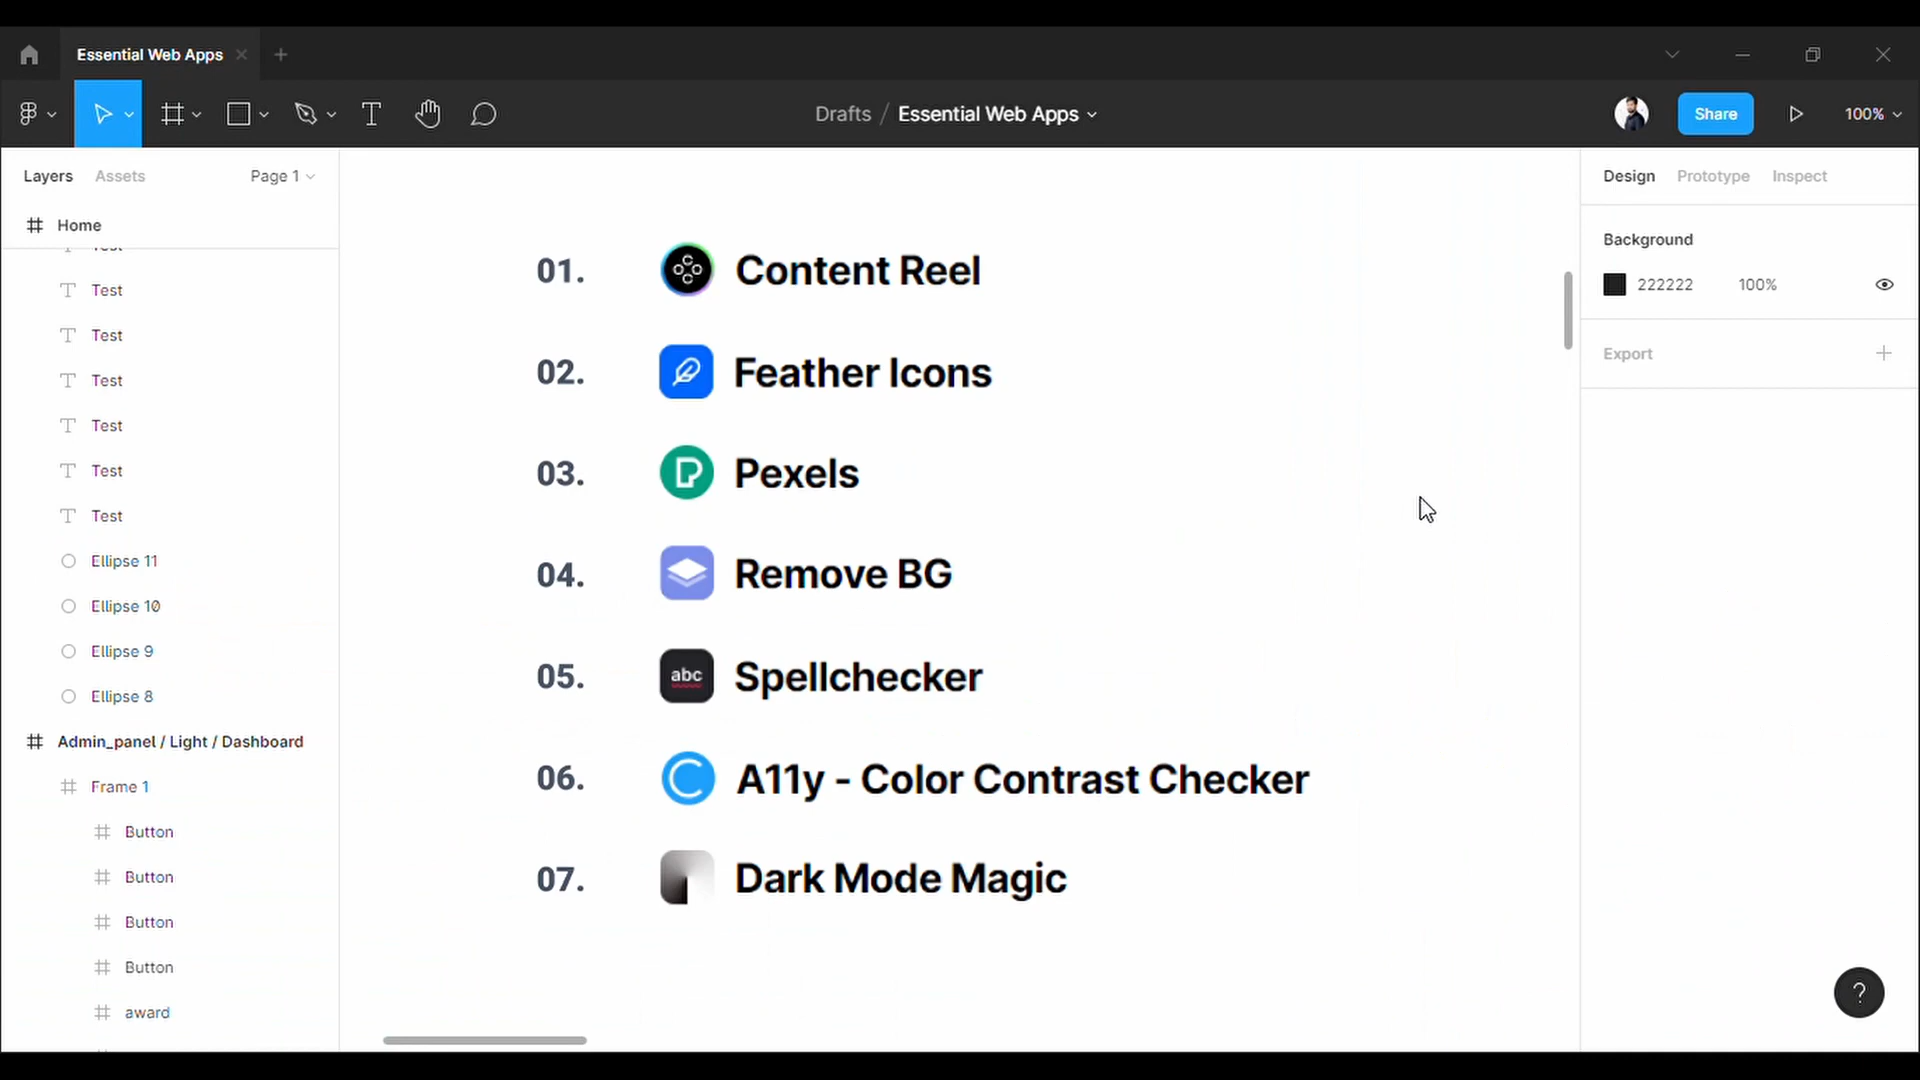 Essential Web Apps
Drafts / Essential Web Apps
Share
100%
Layers
Assets
Page 1
Home
Test
Test
Test
Test
Test
Test
Test
Ellipse 11
Ellipse 10
Ellipse 9
Ellipse 8
Admin_panel / Light / Dashboard
Frame 1
Button
Button
Button
Button
award
01. Content Reel
02. Feather Icons
03. Pexels
04. Remove BG
05. abc Spellchecker
06. A11y - Color Contrast Checker
07. Dark Mode Magic
Design
Prototype
Inspect
Background
222222 100%
Export
?